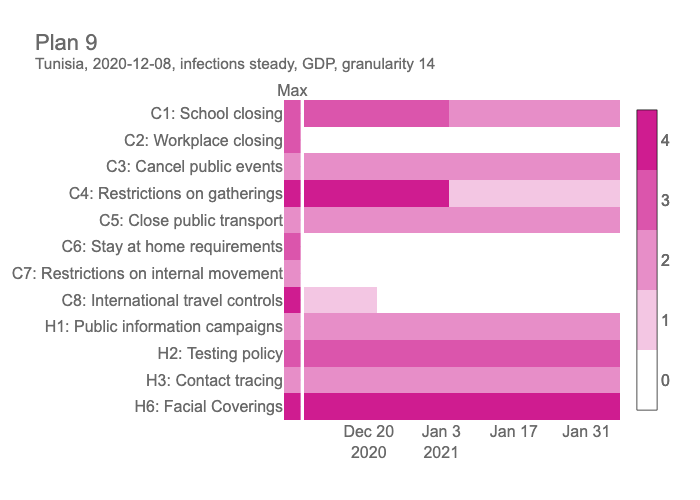 Plan 9
Tunisia, 2020-12-08, infections steady, GDP, granularity 14
Max
C1: School closing
C2: Workplace closing
C3: Cancel public events
C4: Restrictions on gatherings
C5: Close public transport
C6: Stay at home requirements
C7: Restrictions on internal movement
C8: International travel controls
H1: Public information campaigns
H2: Testing policy
H3: Contact tracing
H6: Facial Coverings
4
3
2
1
0
Dec 20 Jan 3 Jan 17 Jan 31
2020 2021